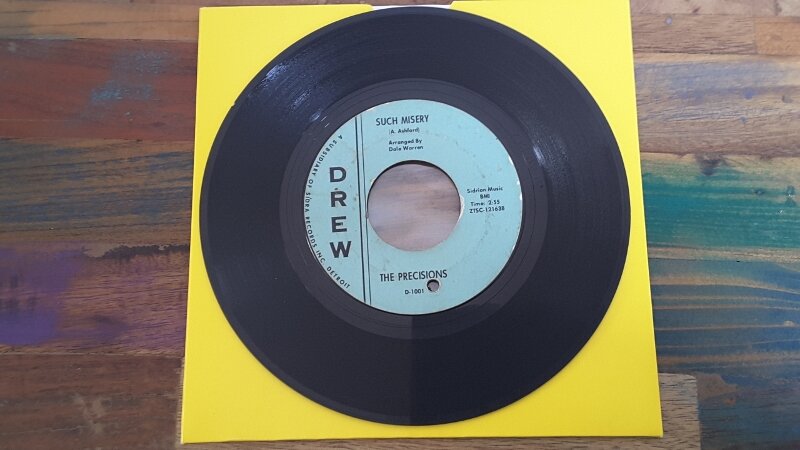 SUCH MISERY
(A. Ashford)
Arranged By
Dale Warren
DREW
A SUBSIDIARY OF SIDRA RECORDS INC. DETROIT
Sidrian Music
BMI
Time: 2:55
ZTSC-121638
THE PRECISIONS
D-1001